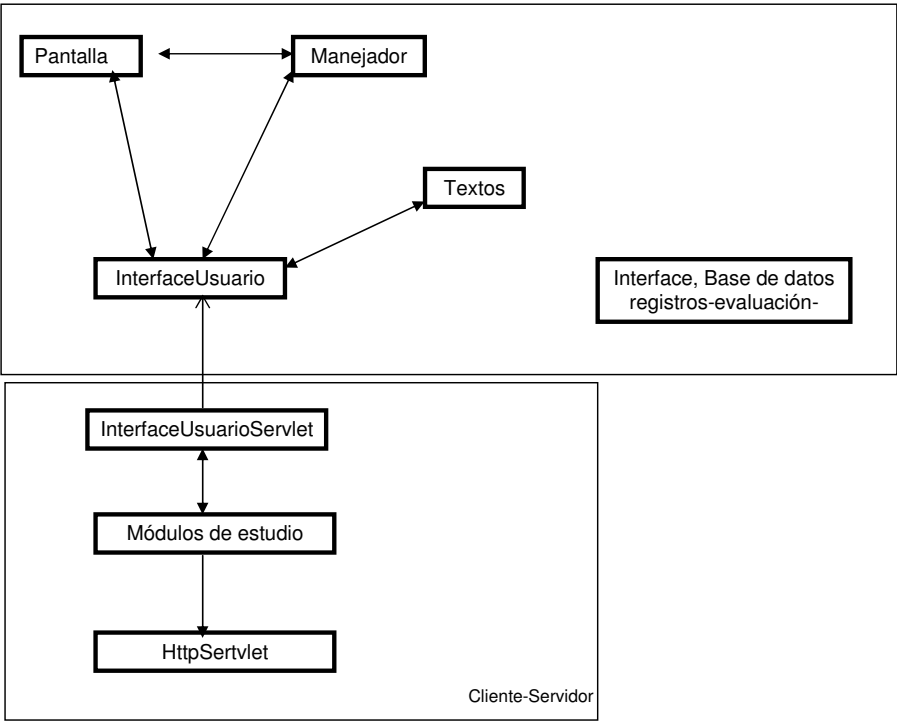 Pantalla
Manejador
Textos
InterfaceUsuario
Interface, Base de datos
registros-evaluación-
InterfaceUsuarioServlet
Módulos de estudio
HttpSertvlet
Cliente-Servidor